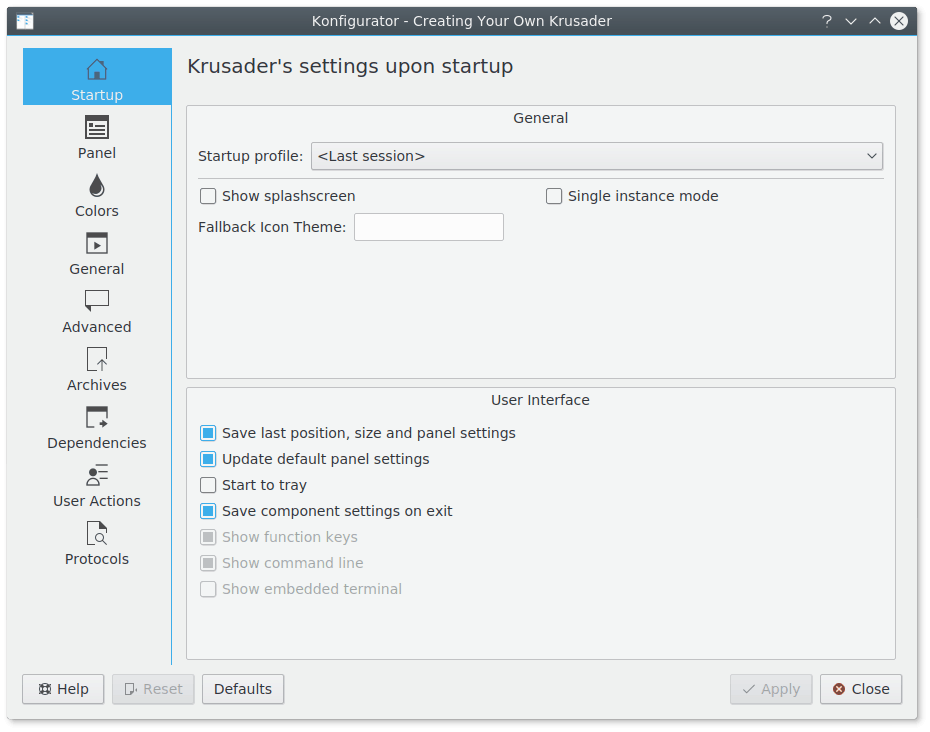 Konfigurator - Creating Your Own Krusader
Startup
Panel
Colors
General
Advanced
Archives
Dependencies
User Actions
Protocols
Krusader's settings upon startup
General
Startup profile: <Last session>
Show splashscreen Single instance mode
Fallback Icon Theme:
User Interface
Save last position, size and panel settings
Update default panel settings
Start to tray
Save component settings on exit
Show function keys
Show command line
Show embedded terminal
Help Reset Defaults Apply Close